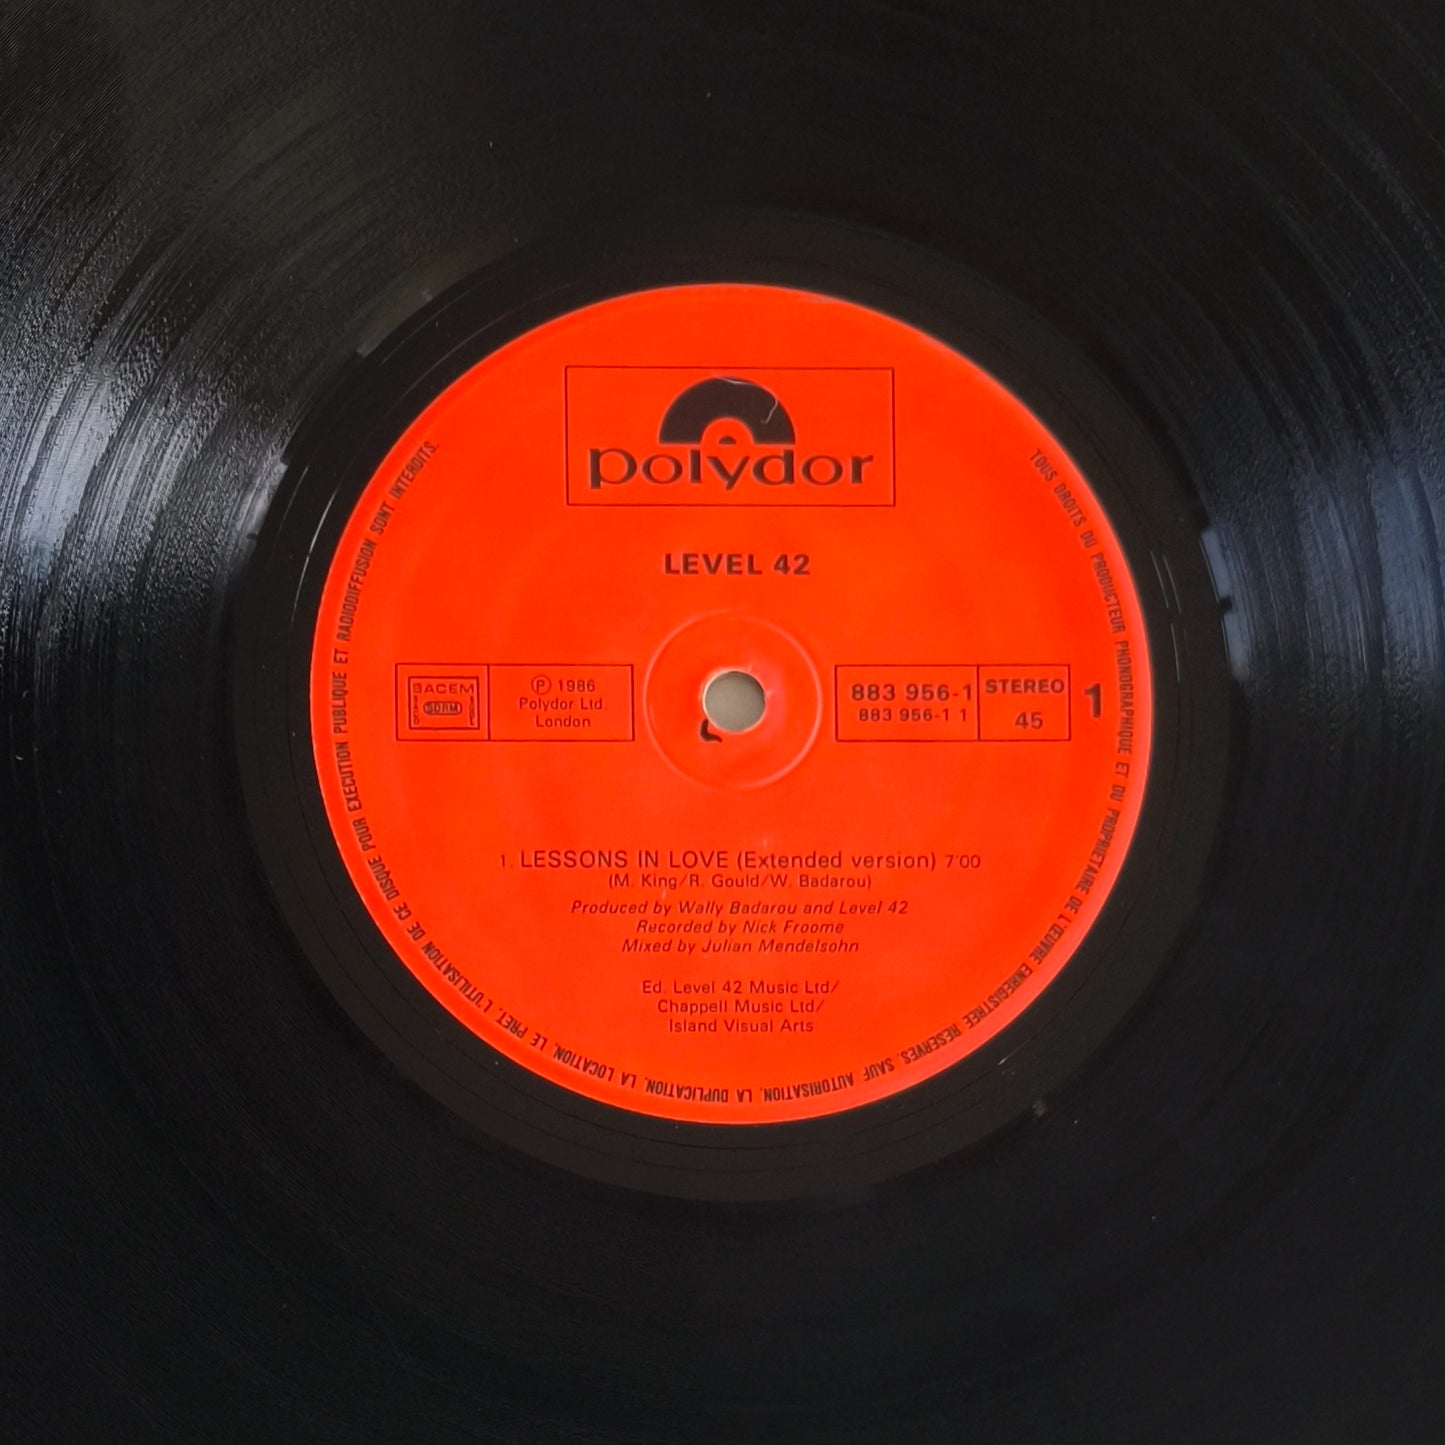 polydor
LEVEL 42
SACEM
SDRM
℗ 1986
Polydor Ltd.
London
883 956-1
883 956-1 1
STEREO
45
1
1. LESSONS IN LOVE (Extended version) 7'00
(M. King/R. Gould/W. Badarou)
Produced by Wally Badarou and Level 42
Recorded by Nick Froome
Mixed by Julian Mendelsohn
Ed. Level 42 Music Ltd/
Chappell Music Ltd/
Island Visual Arts
TOUS DROITS DU PRODUCTEUR PHONOGRAPHIQUE ET DU PROPRIETAIRE DE L'ŒUVRE ENREGISTREE RESERVES. SAUF AUTORISATION, LA DUPLICATION, LA LOCATION, LE PRET, L'UTILISATION DE CE DISQUE POUR EXECUTION PUBLIQUE ET RADIODIFFUSION SONT INTERDITS.